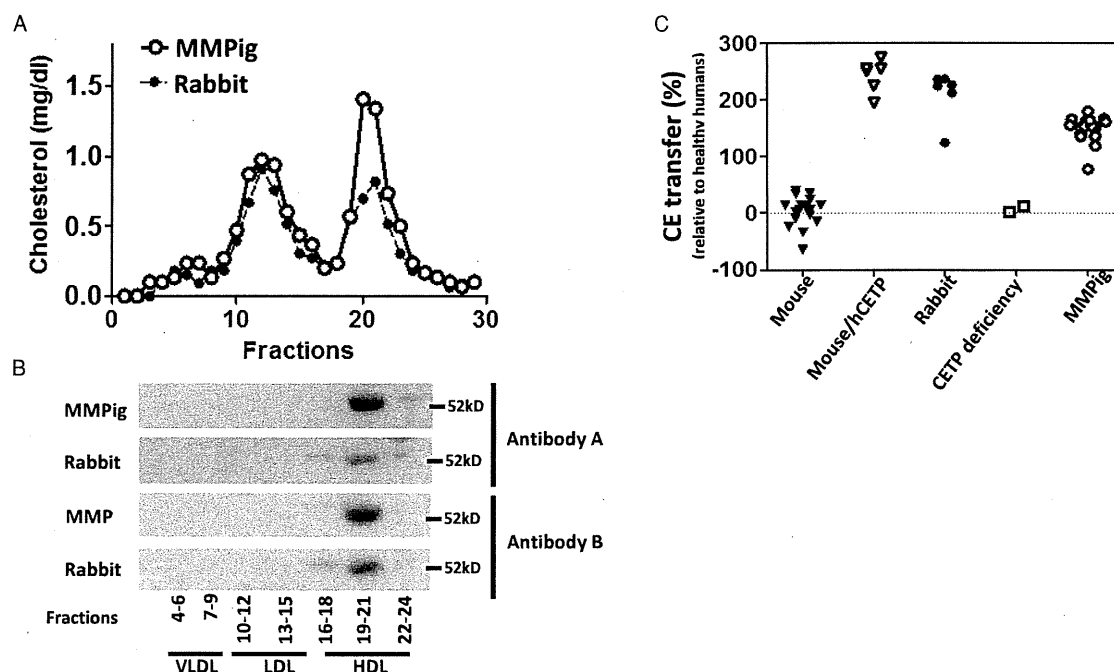 A
MMPig
Rabbit
Cholesterol (mg/dl)
1.5
1.0
0.5
0.0
0 10 20 30
Fractions
B
MMPig 52kD
Rabbit 52kD
Antibody A
MMP 52kD
Rabbit 52kD
Antibody B
Fractions 4-6 7-9 10-12 13-15 16-18 19-21 22-24
VLDL LDL HDL
C
CE transfer (%)
(relative to healthy humans)
300
200
100
0
-100
Mouse
Mouse/hCETP
Rabbit
CETP deficiency
MMPig